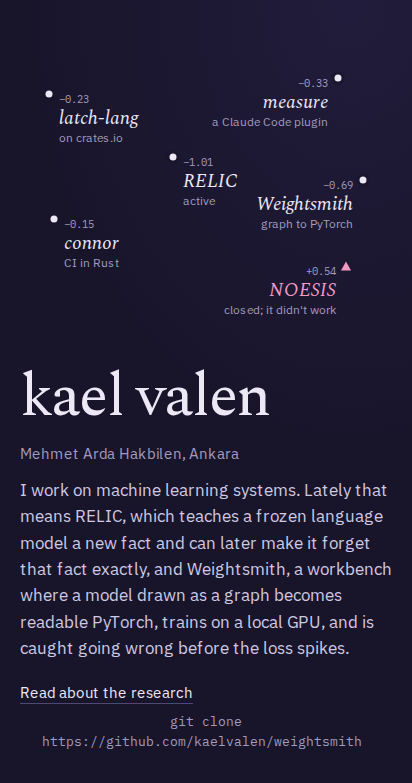 −0.33
measure
a Claude Code plugin
−0.23
latch-lang
on crates.io
−1.01
RELIC
active
−0.69
Weightsmith
graph to PyTorch
−0.15
connor
CI in Rust
+0.54
NOESIS
closed; it didn't work
kael valen
Mehmet Arda Hakbilen, Ankara
I work on machine learning systems. Lately that
means RELIC, which teaches a frozen language
model a new fact and can later make it forget
that fact exactly, and Weightsmith, a workbench
where a model drawn as a graph becomes
readable PyTorch, trains on a local GPU, and is
caught going wrong before the loss spikes.
Read about the research
git clone
https://github.com/kaelvalen/weightsmith